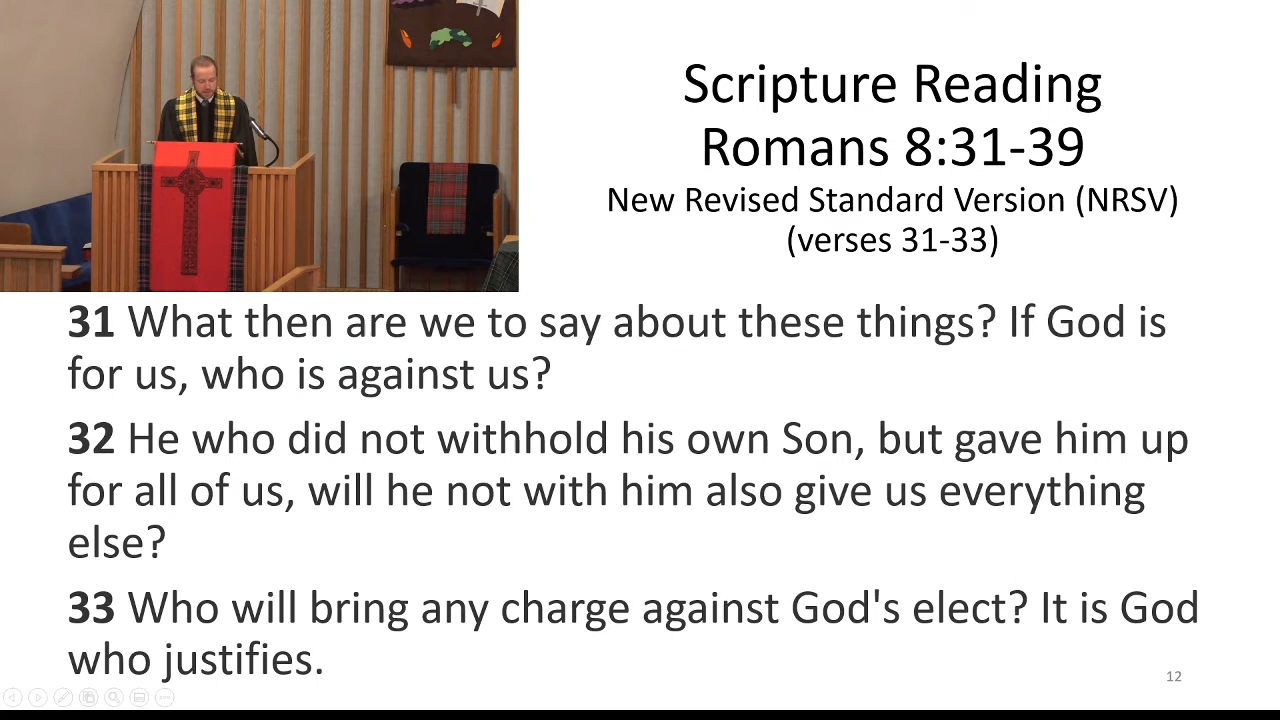 Scripture Reading
Romans 8:31-39
New Revised Standard Version (NRSV)
(verses 31-33)
31 What then are we to say about these things? If God is
for us, who is against us?
32 He who did not withhold his own Son, but gave him up
for all of us, will he not with him also give us everything
else?
33 Who will bring any charge against God's elect? It is God
who justifies.
12